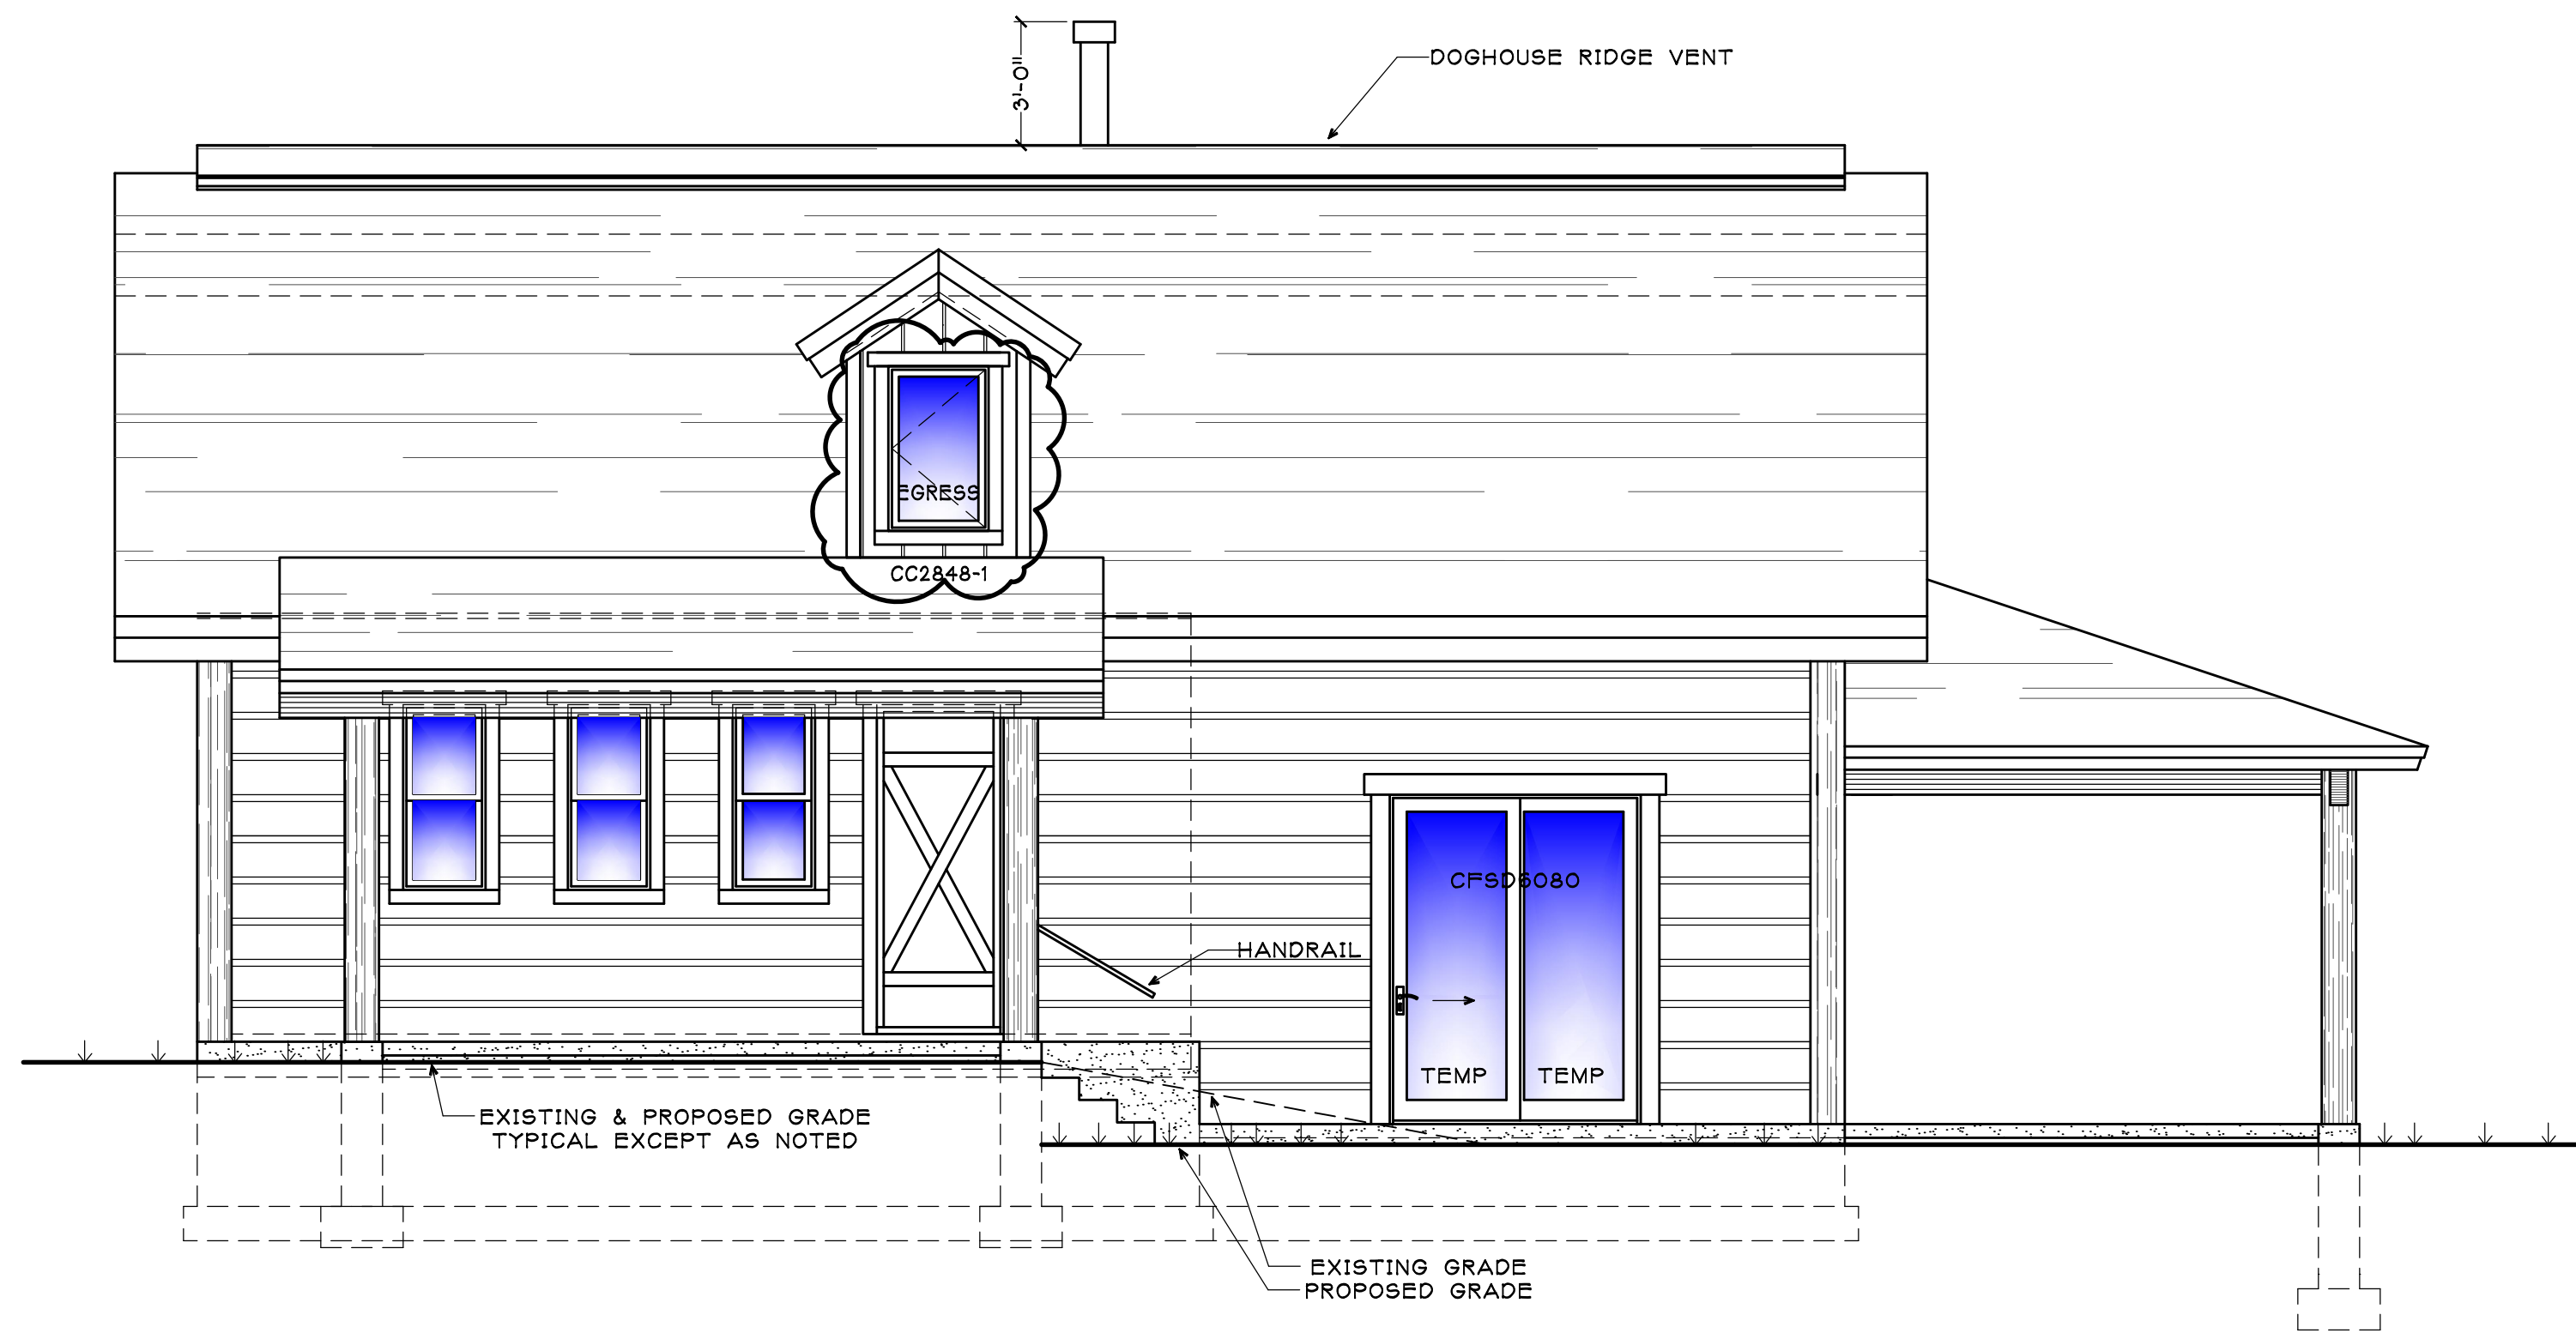 3'-0"
DOGHOUSE RIDGE VENT
EGRESS
CC2848-1
CFSD6080
HANDRAIL
TEMP TEMP
EXISTING & PROPOSED GRADE
TYPICAL EXCEPT AS NOTED
EXISTING GRADE
PROPOSED GRADE